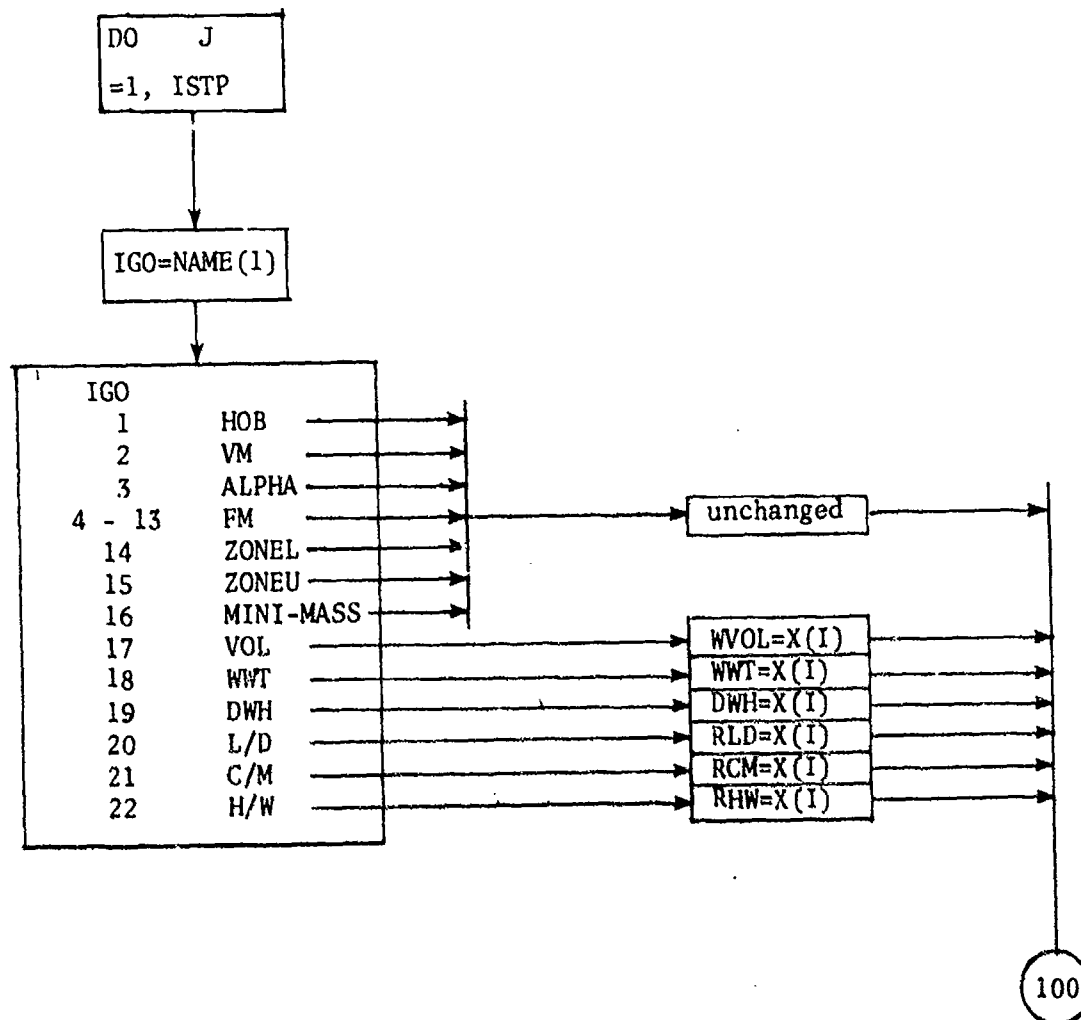 DO J
=1, ISTP
IGO=NAME(1)
IGO
1 HOB
2 VM
3 ALPHA
4 - 13 FM
unchanged
14 ZONEL
15 ZONEU
16 MINI-MASS
17 VOL WVOL=X(I)
18 WWT WWT=X(I)
19 DWH DWH=X(I)
20 L/D RLD=X(I)
21 C/M RCM=X(I)
22 H/W RHW=X(I)
100